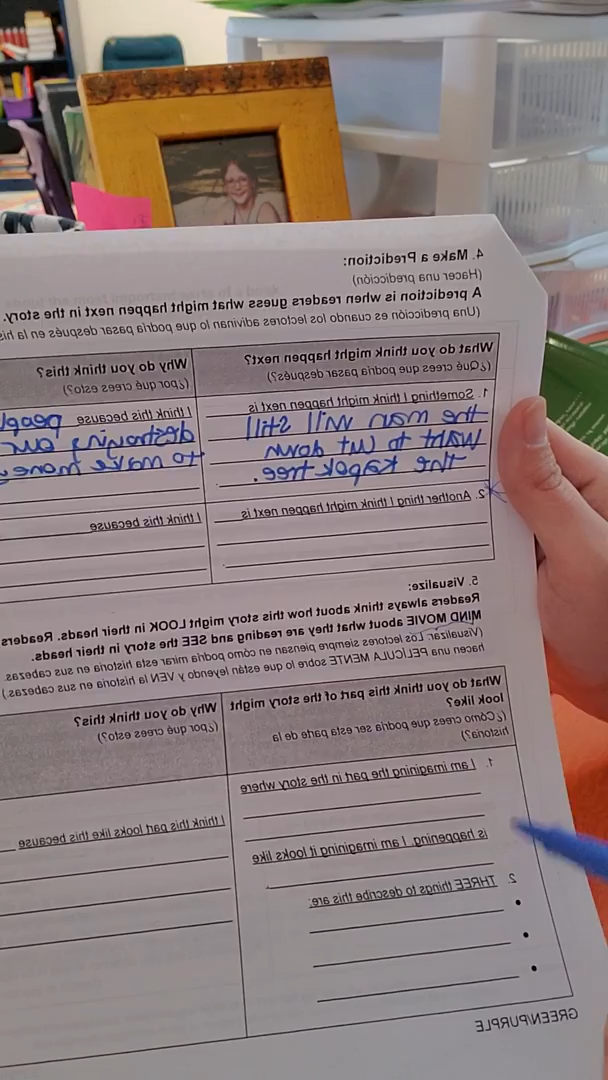 4. Make a Prediction:
(Hacer una predicción)
A prediction is when readers guess what might happen next in the story.
(Una predicción es cuando los lectores adivinan lo que podría pasar después en la
What do you think might happen next?
(¿Qué crees que podría pasar después?)
1. Something I think might happen next is
the man will still
want to cut down
the kapok tree.
2. Another thing I think might happen next is
Why do you think this?
(¿por qué crees esto?)
I think this because
destroying
to make
I think this because
5. Visualize:
Readers always think about how this story might LOOK in their heads. Readers
MIND MOVIE about what they are reading and SEE the story in their heads.
(Visualizar: Los lectores siempre piensan en cómo podría mirar esta historia en sus cabezas.
hacen una PELÍCULA MENTE sobre lo que están leyendo y VEN la historia en sus cabezas.)
What do you think this part of the story might
look like?
(¿Cómo crees que podría ser esta parte de la
historia?)
1. I am imagining the part in the story where
is happening. I am imagining it looks like
2. THREE things to describe this are:
Why do you think this?
(¿por qué crees esto?)
I think this part looks like this because
GREEN/PURPLE